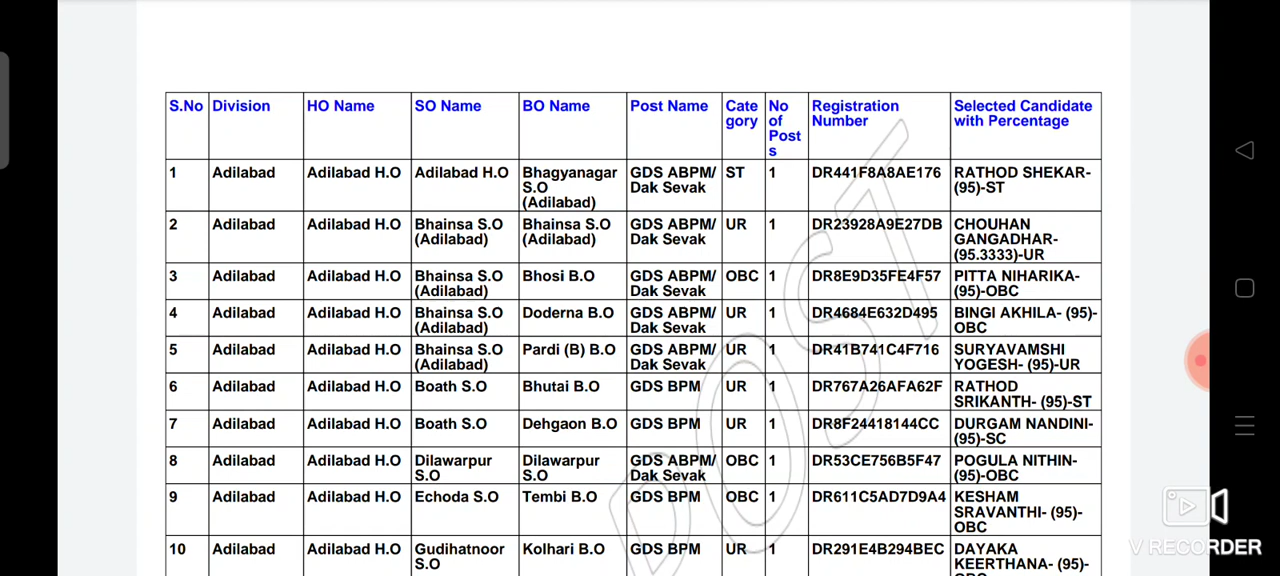 S.No Division HO Name SO Name BO Name Post Name Cate gory No of Post s Registration Number Selected Candidate with Percentage
1 Adilabad Adilabad H.O Adilabad H.O Bhagyanagar S.O (Adilabad) GDS ABPM/ Dak Sevak ST 1 DR441F8A8AE176 RATHOD SHEKAR- (95)-ST
2 Adilabad Adilabad H.O Bhainsa S.O (Adilabad) Bhainsa S.O (Adilabad) GDS ABPM/ Dak Sevak UR 1 DR23928A9E27DB CHOUHAN GANGADHAR- (95.3333)-UR
3 Adilabad Adilabad H.O Bhainsa S.O (Adilabad) Bhosi B.O GDS ABPM/ Dak Sevak OBC 1 DR8E9D35FE4F57 PITTA NIHARIKA- (95)-OBC
4 Adilabad Adilabad H.O Bhainsa S.O (Adilabad) Doderna B.O GDS ABPM/ Dak Sevak UR 1 DR4684E632D495 BINGI AKHILA- (95)- OBC
5 Adilabad Adilabad H.O Bhainsa S.O (Adilabad) Pardi (B) B.O GDS ABPM/ Dak Sevak UR 1 DR41B741C4F716 SURYAVAMSHI YOGESH- (95)-UR
6 Adilabad Adilabad H.O Boath S.O Bhutai B.O GDS BPM UR 1 DR767A26AFA62F RATHOD SRIKANTH- (95)-ST
7 Adilabad Adilabad H.O Boath S.O Dehgaon B.O GDS BPM UR 1 DR8F24418144CC DURGAM NANDINI- (95)-SC
8 Adilabad Adilabad H.O Dilawarpur S.O Dilawarpur S.O GDS ABPM/ Dak Sevak OBC 1 DR53CE756B5F47 POGULA NITHIN- (95)-OBC
9 Adilabad Adilabad H.O Echoda S.O Tembi B.O GDS BPM OBC 1 DR611C5AD7D9A4 KESHAM SRAVANTHI- (95)- OBC
10 Adilabad Adilabad H.O Gudihatnoor S.O Kolhari B.O GDS BPM UR 1 DR291E4B294BEC DAYAKA KEERTHANA- (95)-
POST
V RECORDER